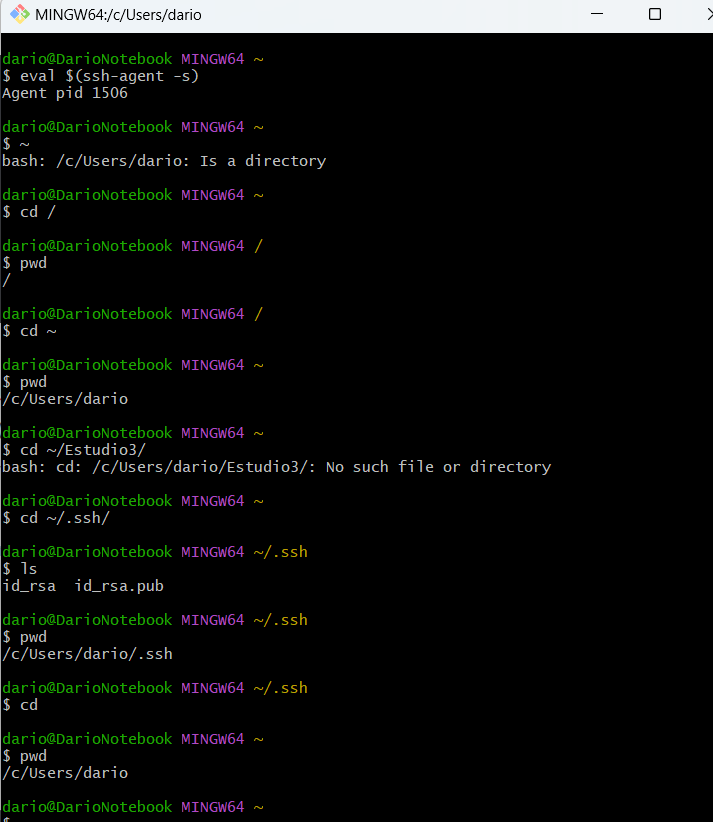 MINGW64:/c/Users/dario
dario@DarioNotebook MINGW64 ~
$ eval $(ssh-agent -s)
Agent pid 1506
dario@DarioNotebook MINGW64 ~
$ ~
bash: /c/Users/dario: Is a directory
dario@DarioNotebook MINGW64 ~
$ cd /
dario@DarioNotebook MINGW64 /
$ pwd
/
dario@DarioNotebook MINGW64 /
$ cd ~
dario@DarioNotebook MINGW64 ~
$ pwd
/c/Users/dario
dario@DarioNotebook MINGW64 ~
$ cd ~/Estudio3/
bash: cd: /c/Users/dario/Estudio3/: No such file or directory
dario@DarioNotebook MINGW64 ~
$ cd ~/.ssh/
dario@DarioNotebook MINGW64 ~/.ssh
$ ls
id_rsa  id_rsa.pub
dario@DarioNotebook MINGW64 ~/.ssh
$ pwd
/c/Users/dario/.ssh
dario@DarioNotebook MINGW64 ~/.ssh
$ cd
dario@DarioNotebook MINGW64 ~
$ pwd
/c/Users/dario
dario@DarioNotebook MINGW64 ~
$